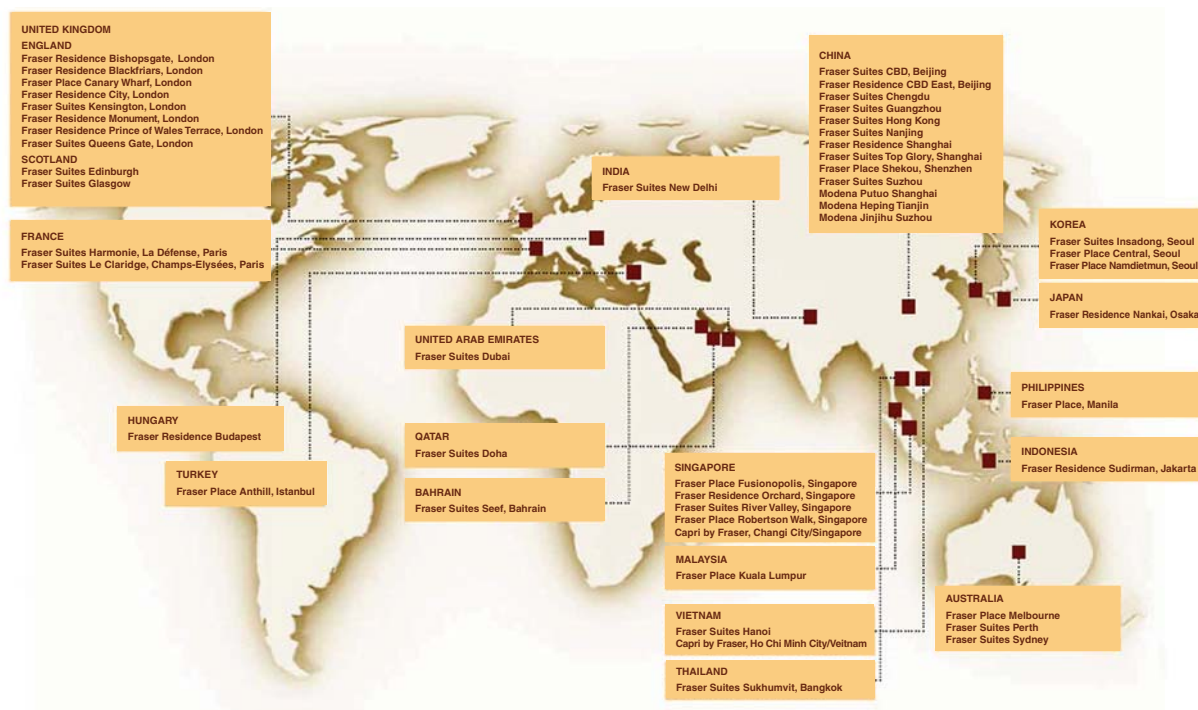 UNITED KINGDOM
ENGLAND
Fraser Residence Bishopsgate, London
Fraser Residence Blackfriars, London
Fraser Place Canary Wharf, London
Fraser Residence City, London
Fraser Suites Kensington, London
Fraser Residence Monument, London
Fraser Residence Prince of Wales Terrace, London
Fraser Suites Queens Gate, London
SCOTLAND
Fraser Suites Edinburgh
Fraser Suites Glasgow
FRANCE
Fraser Suites Harmonie, La Défense, Paris
Fraser Suites Le Claridge, Champs-Elysées, Paris
HUNGARY
Fraser Residence Budapest
TURKEY
Fraser Place Anthill, Istanbul
INDIA
Fraser Suites New Delhi
UNITED ARAB EMIRATES
Fraser Suites Dubai
QATAR
Fraser Suites Doha
BAHRAIN
Fraser Suites Seef, Bahrain
CHINA
Fraser Suites CBD, Beijing
Fraser Residence CBD East, Beijing
Fraser Suites Chengdu
Fraser Suites Guangzhou
Fraser Suites Hong Kong
Fraser Suites Nanjing
Fraser Residence Shanghai
Fraser Suites Top Glory, Shanghai
Fraser Place Shekou, Shenzhen
Fraser Suites Suzhou
Modena Putuo Shanghai
Modena Heping Tianjin
Modena Jinjihu Suzhou
KOREA
Fraser Suites Insadong, Seoul
Fraser Place Central, Seoul
Fraser Place Namdietmun, Seoul
JAPAN
Fraser Residence Nankai, Osaka
PHILIPPINES
Fraser Place, Manila
INDONESIA
Fraser Residence Sudirman, Jakarta
SINGAPORE
Fraser Place Fusionopolis, Singapore
Fraser Residence Orchard, Singapore
Fraser Suites River Valley, Singapore
Fraser Place Robertson Walk, Singapore
Capri by Fraser, Changi City/Singapore
MALAYSIA
Fraser Place Kuala Lumpur
VIETNAM
Fraser Suites Hanoi
Capri by Fraser, Ho Chi Minh City/Veitnam
THAILAND
Fraser Suites Sukhumvit, Bangkok
AUSTRALIA
Fraser Place Melbourne
Fraser Suites Perth
Fraser Suites Sydney